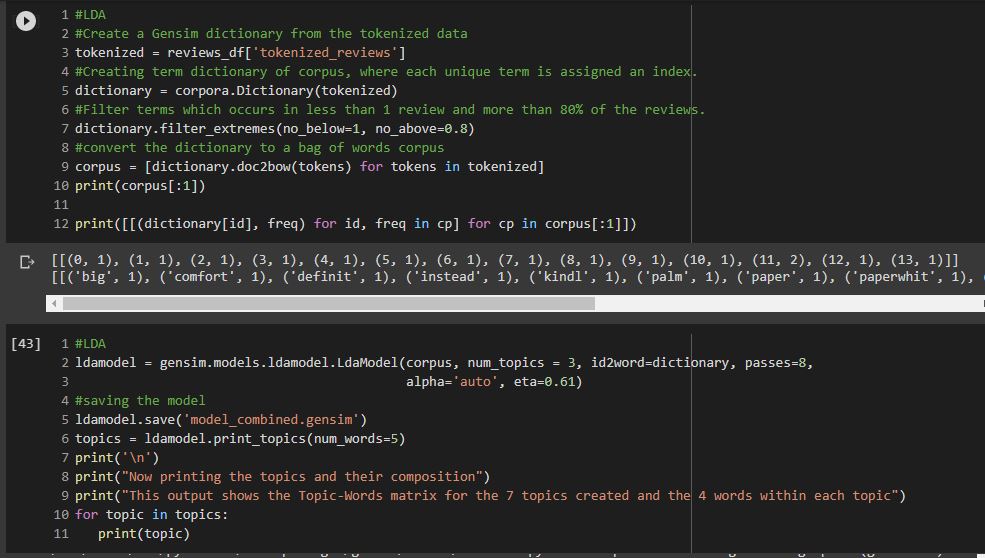 1 #LDA
2 #Create a Gensim dictionary from the tokenized data
3 tokenized = reviews_df['tokenized_reviews']
4 #Creating term dictionary of corpus, where each unique term is assigned an index.
5 dictionary = corpora.Dictionary(tokenized)
6 #Filter terms which occurs in less than 1 review and more than 80% of the reviews.
7 dictionary.filter_extremes(no_below=1, no_above=0.8)
8 #convert the dictionary to a bag of words corpus
9 corpus = [dictionary.doc2bow(tokens) for tokens in tokenized]
10 print(corpus[:1])
11
12 print([[(dictionary[id], freq) for id, freq in cp] for cp in corpus[:1]])
[[(0, 1), (1, 1), (2, 1), (3, 1), (4, 1), (5, 1), (6, 1), (7, 1), (8, 1), (9, 1), (10, 1), (11, 2), (12, 1), (13, 1)]]
[[('big', 1), ('comfort', 1), ('definit', 1), ('instead', 1), ('kindl', 1), ('palm', 1), ('paper', 1), ('paperwhit', 1),
[43] 1 #LDA
2 ldamodel = gensim.models.ldamodel.LdaModel(corpus, num_topics = 3, id2word=dictionary, passes=8,
3 alpha='auto', eta=0.61)
4 #saving the model
5 ldamodel.save('model_combined.gensim')
6 topics = ldamodel.print_topics(num_words=5)
7 print('\n')
8 print("Now printing the topics and their composition")
9 print("This output shows the Topic-Words matrix for the 7 topics created and the 4 words within each topic")
10 for topic in topics:
11 print(topic)